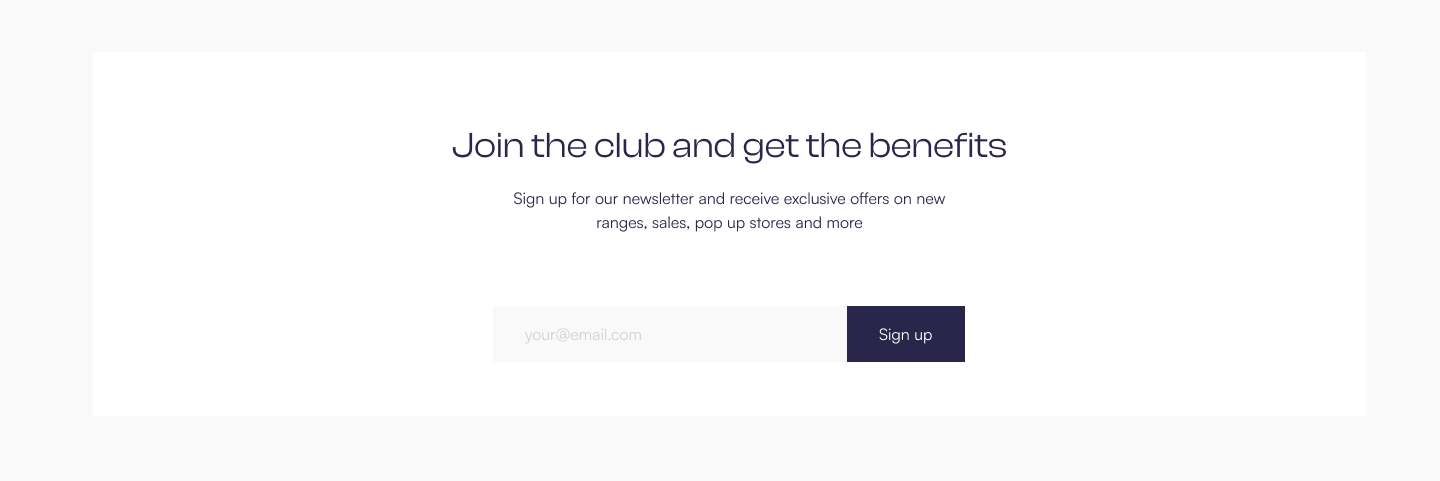 Join the club and get the benefits
Sign up for our newsletter and receive exclusive offers on new
ranges, sales, pop up stores and more
your@email.com
Sign up